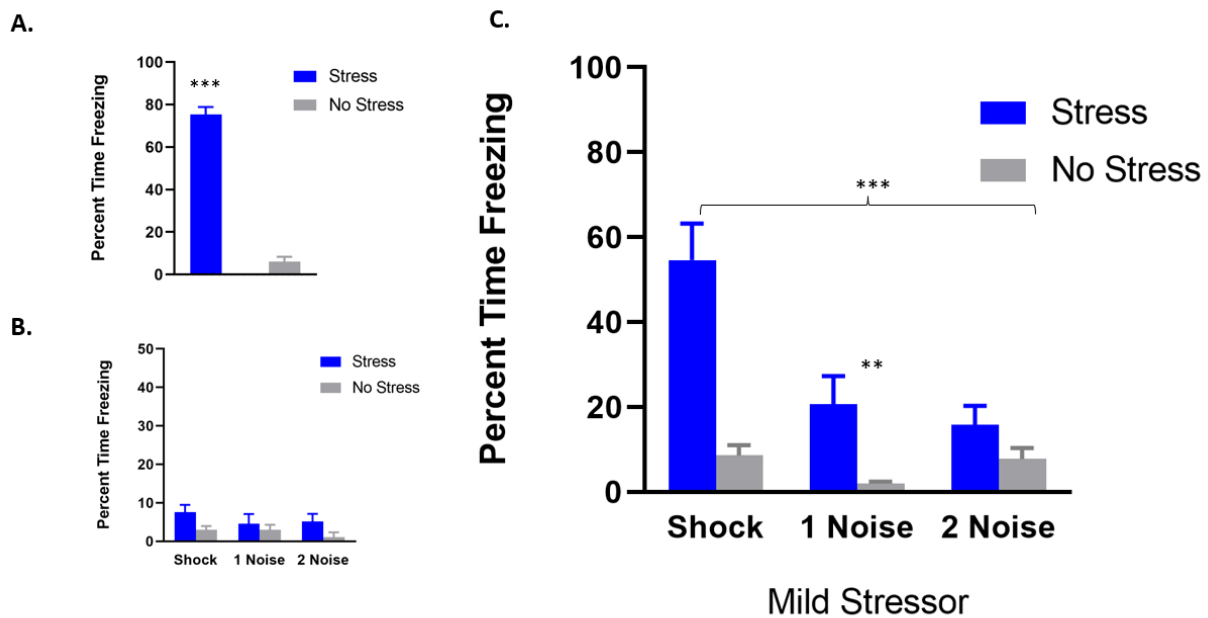 A.
100
80
60
40
20
0
Percent Time Freezing
***
Stress
No Stress
B.
50
40
30
20
10
0
Percent Time Freezing
Stress
No Stress
Shock 1 Noise 2 Noise
C.
100
80
60
40
20
0
Percent Time Freezing
Stress
No Stress
***
**
Shock 1 Noise 2 Noise
Mild Stressor